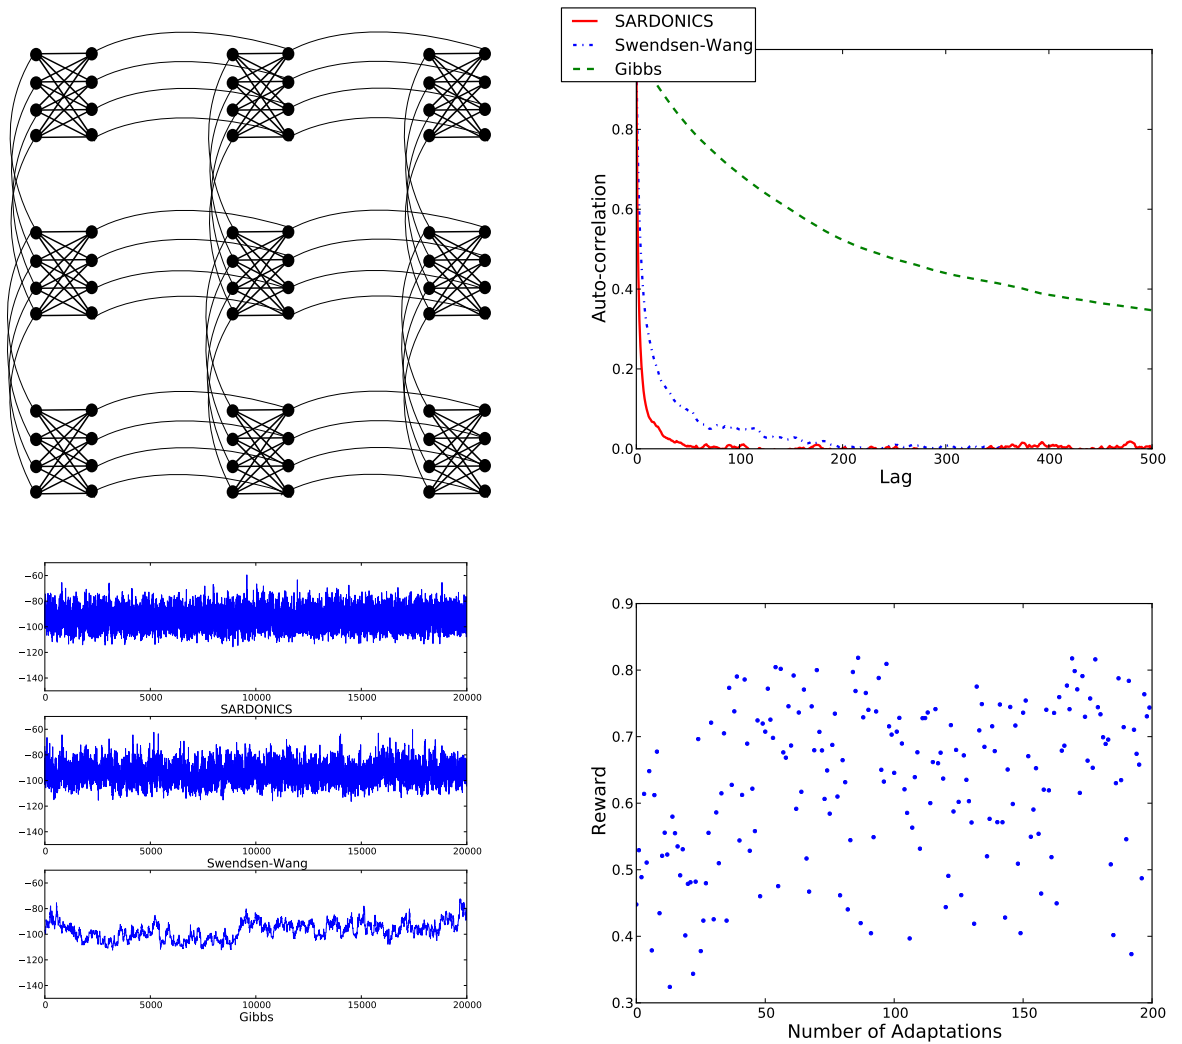 SARDONICS
Swendsen-Wang
Gibbs
0.8
0.6
0.4
0.2
0.0
0 100 200 300 400 500
Auto-correlation
Lag
−60
−80
−100
−120
−140
0 5000 10000 15000 20000
SARDONICS
−60
−80
−100
−120
−140
0 5000 10000 15000 20000
Swendsen-Wang
−60
−80
−100
−120
−140
0 5000 10000 15000 20000
Gibbs
0.9
0.8
0.7
0.6
0.5
0.4
0.3
0 50 100 150 200
Reward
Number of Adaptations